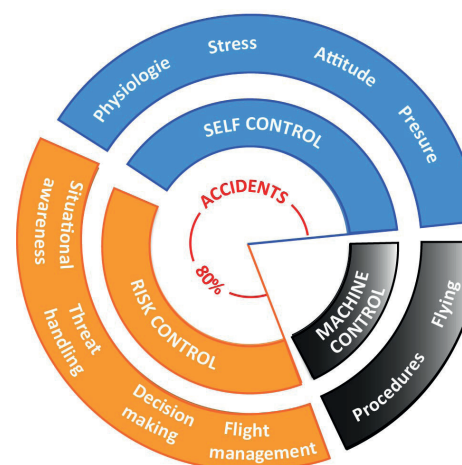 Physiologie
Stress
Attitude
Presure
SELF CONTROL
ACCIDENTS
80%
RISK CONTROL
MACHINE
CONTROL
Situational
awareness
Threat
handling
Decision
making
Flight
management
Procedures
Flying